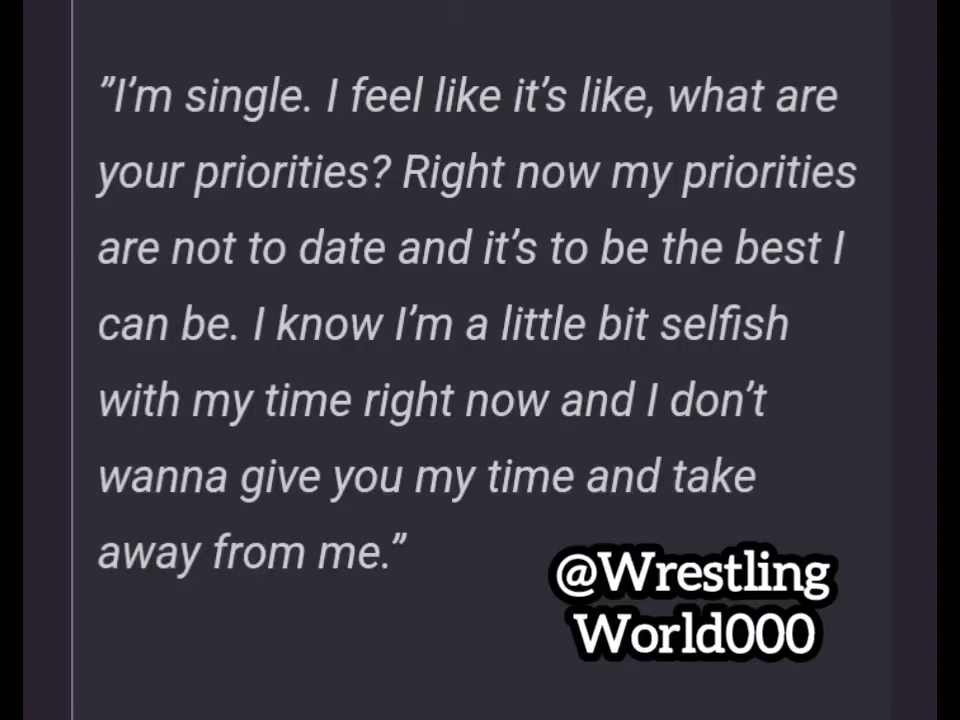 ”I’m single. I feel like it’s like, what are
your priorities? Right now my priorities
are not to date and it’s to be the best I
can be. I know I’m a little bit selfish
with my time right now and I don’t
wanna give you my time and take
away from me.”
@Wrestling
World000